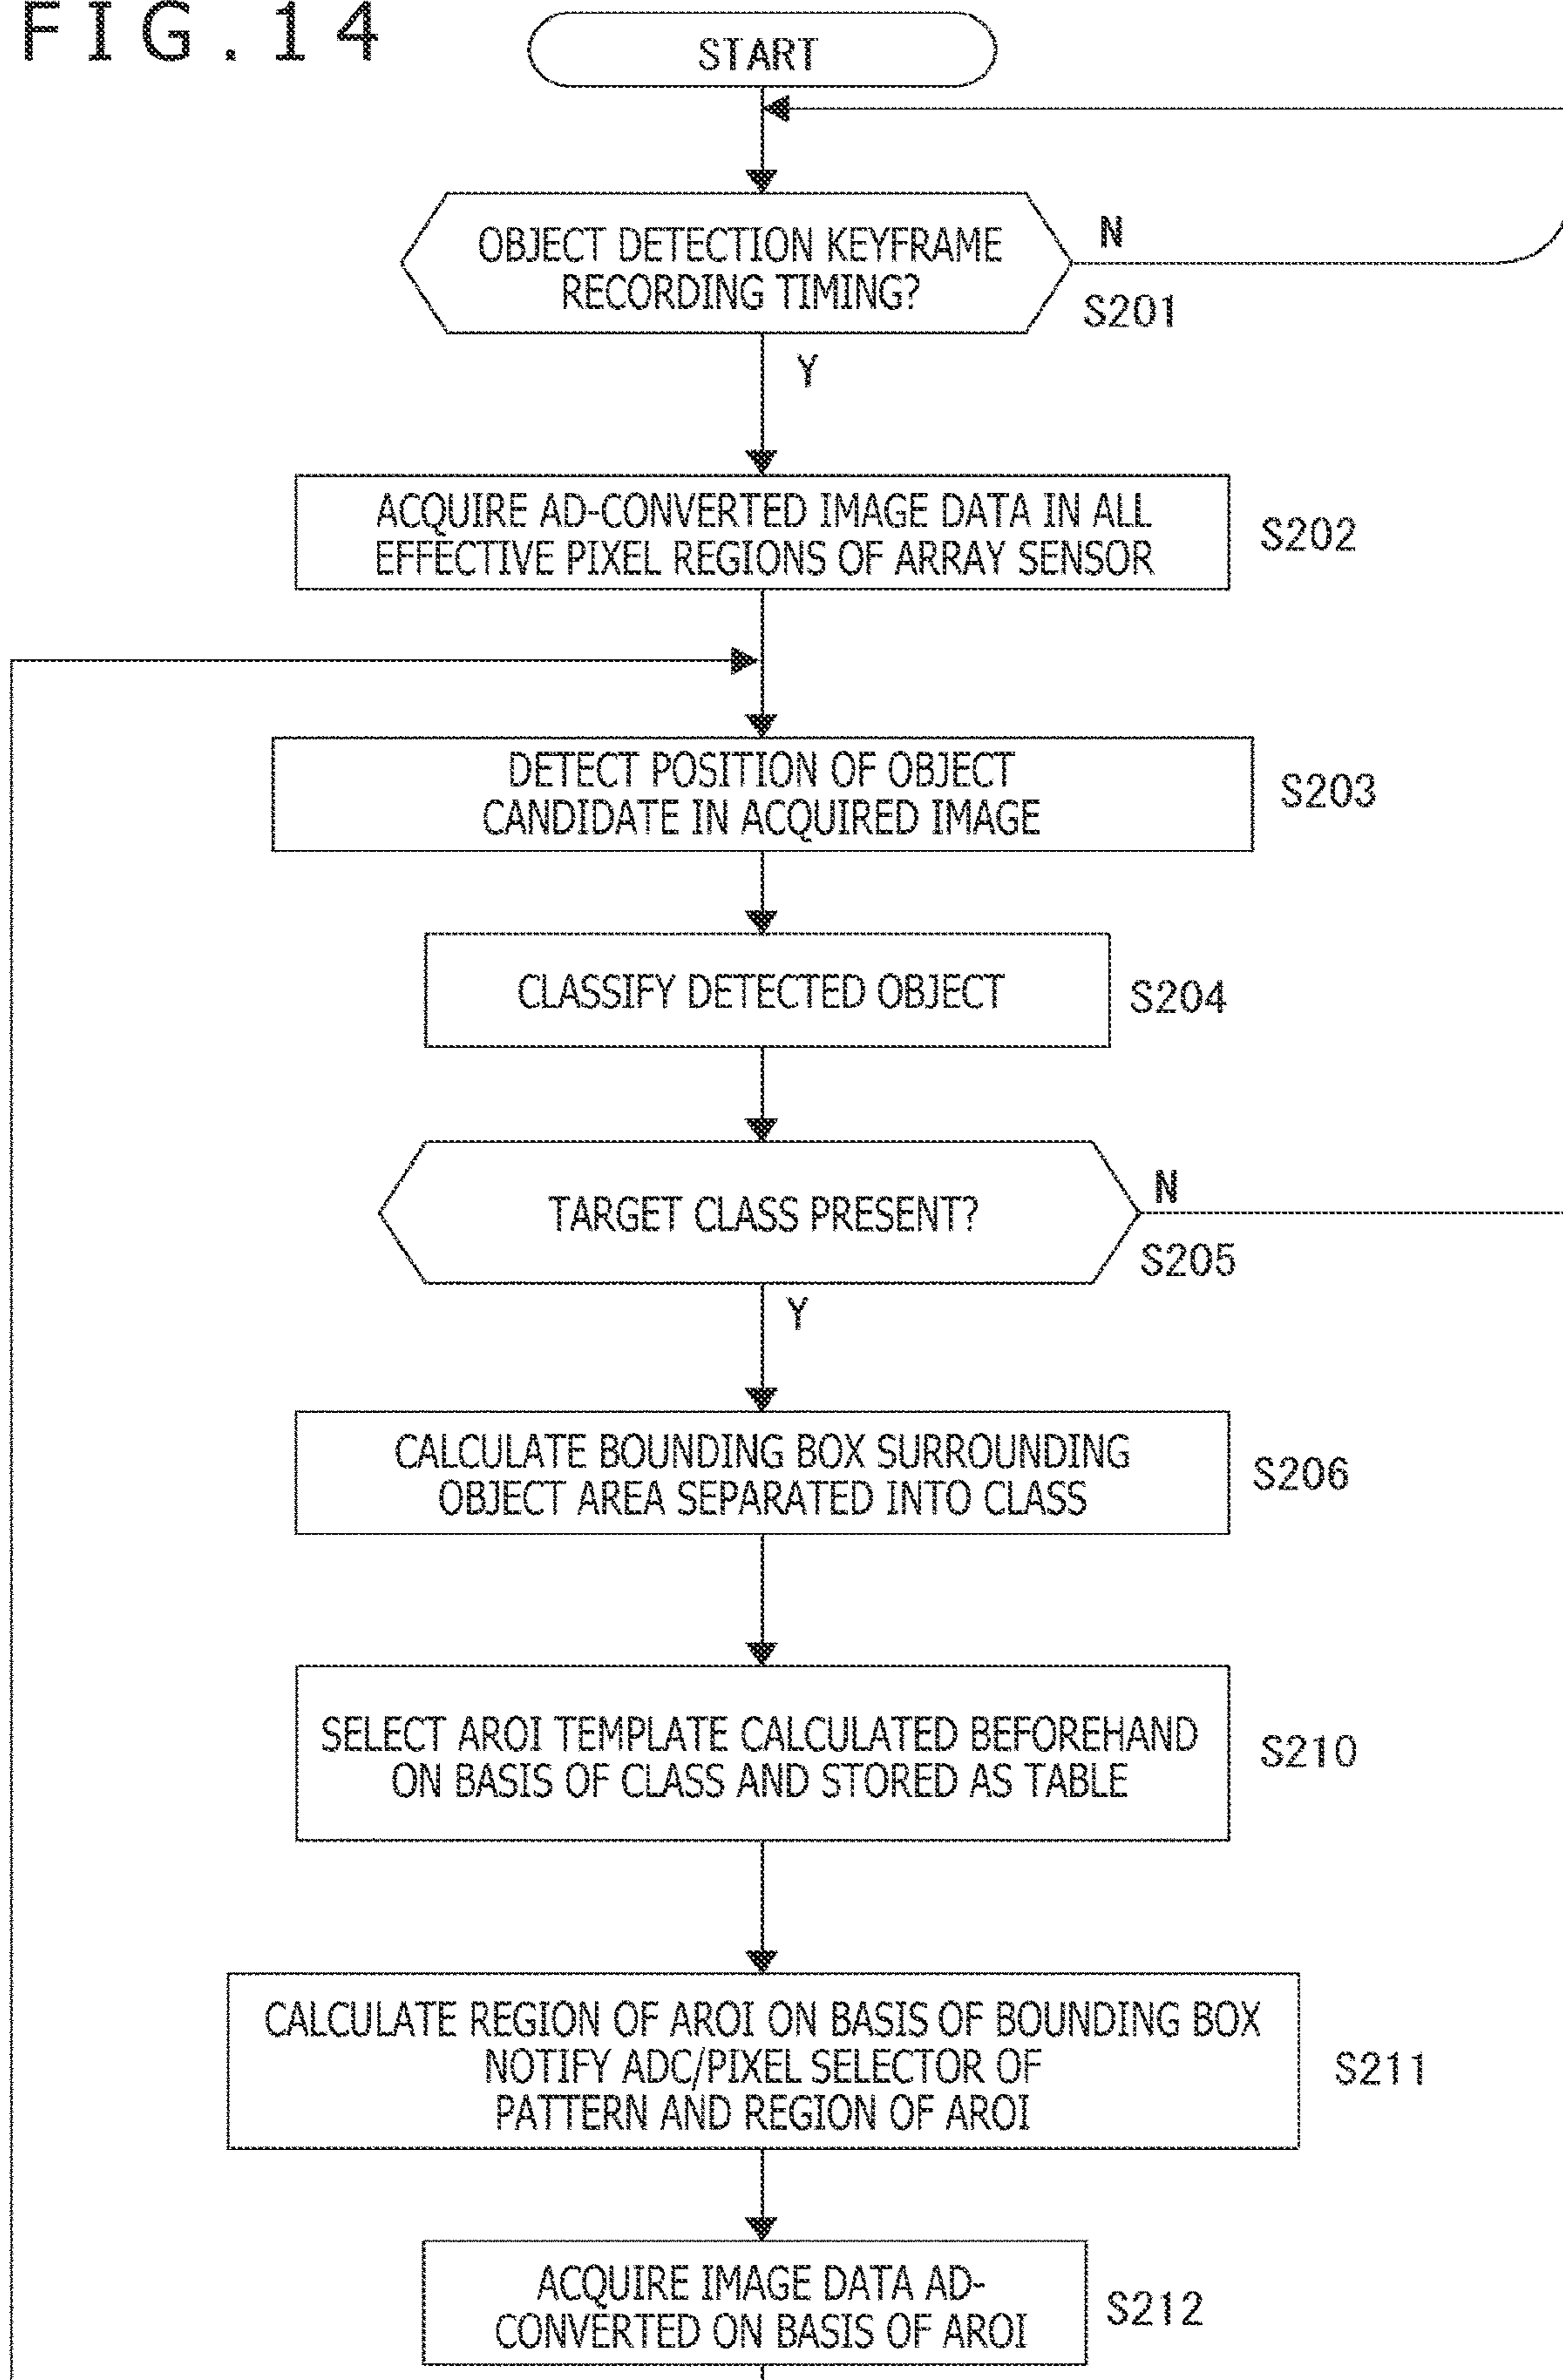 FIG.14
START
OBJECT DETECTION KEYFRAME
RECORDING TIMING?
N
S201
Y
ACQUIRE AD-CONVERTED IMAGE DATA IN ALL
EFFECTIVE PIXEL REGIONS OF ARRAY SENSOR
S202
DETECT POSITION OF OBJECT
CANDIDATE IN ACQUIRED IMAGE
S203
CLASSIFY DETECTED OBJECT
S204
TARGET CLASS PRESENT?
N
S205
Y
CALCULATE BOUNDING BOX SURROUNDING
OBJECT AREA SEPARATED INTO CLASS
S206
SELECT AROI TEMPLATE CALCULATED BEFOREHAND
ON BASIS OF CLASS AND STORED AS TABLE
S210
CALCULATE REGION OF AROI ON BASIS OF BOUNDING BOX
NOTIFY ADC/PIXEL SELECTOR OF
PATTERN AND REGION OF AROI
S211
ACQUIRE IMAGE DATA AD-
CONVERTED ON BASIS OF AROI
S212